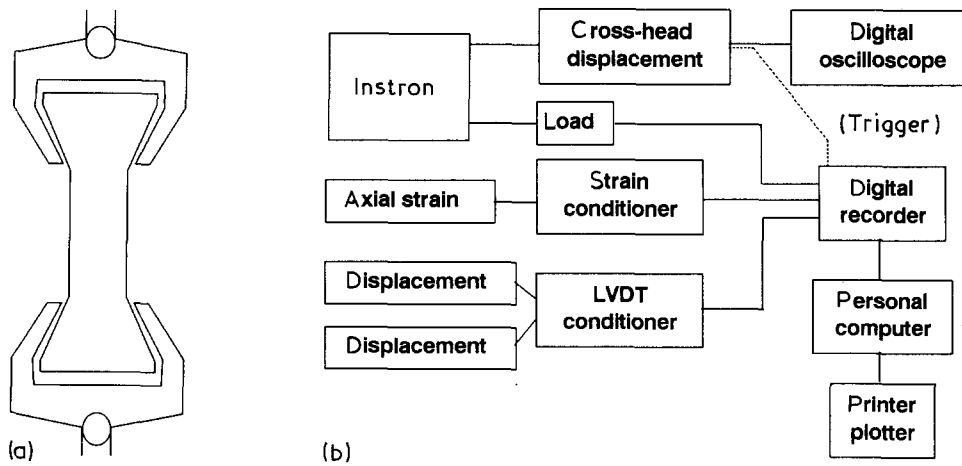 Cross-head
displacement
Digital
oscilloscope
Instron
Load
(Trigger)
Axial strain
Strain
conditioner
Digital
recorder
Displacement
LVDT
conditioner
Displacement
Personal
computer
Printer
plotter
(a)
(b)